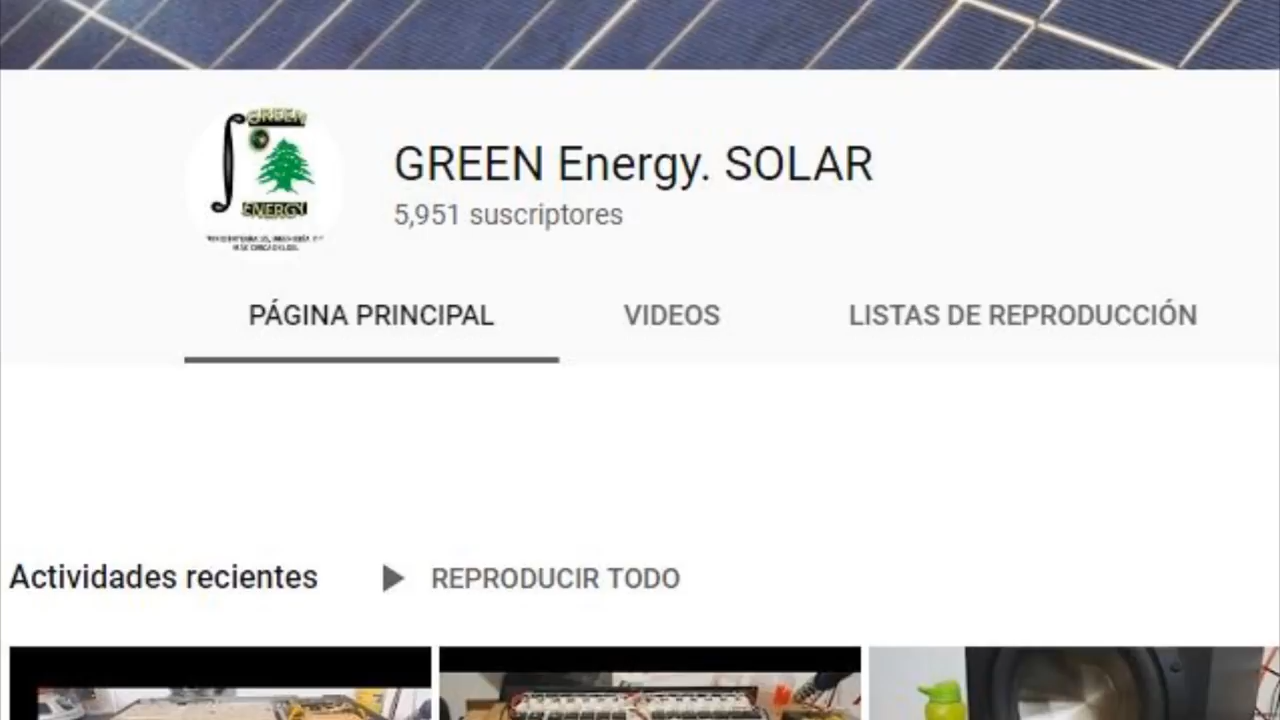 GREEN
ENERGY
GREEN Energy. SOLAR
5,951 suscriptores
PÁGINA PRINCIPAL
VIDEOS
LISTAS DE REPRODUCCIÓN
Actividades recientes
REPRODUCIR TODO